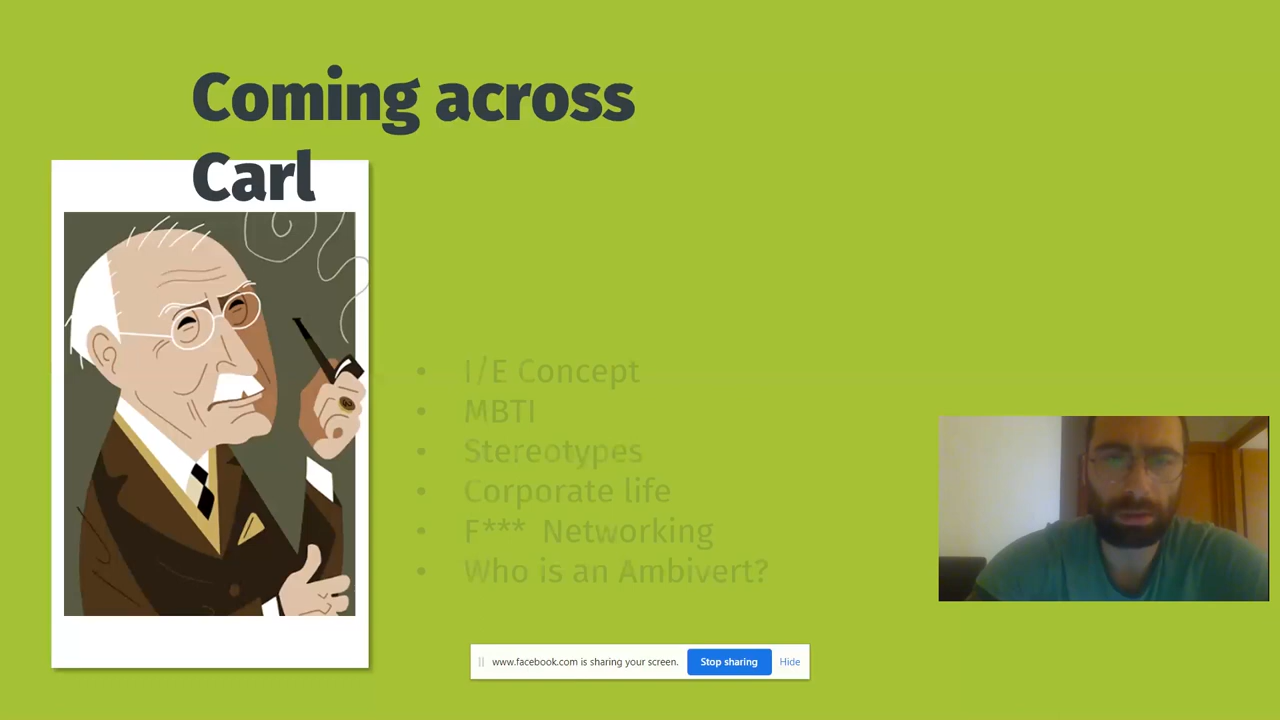 Coming across
Carl
• I/E Concept
• MBTI
• Stereotypes
• Corporate life
• F*** Networking
• Who is an Ambivert?
www.facebook.com is sharing your screen. Stop sharing Hide